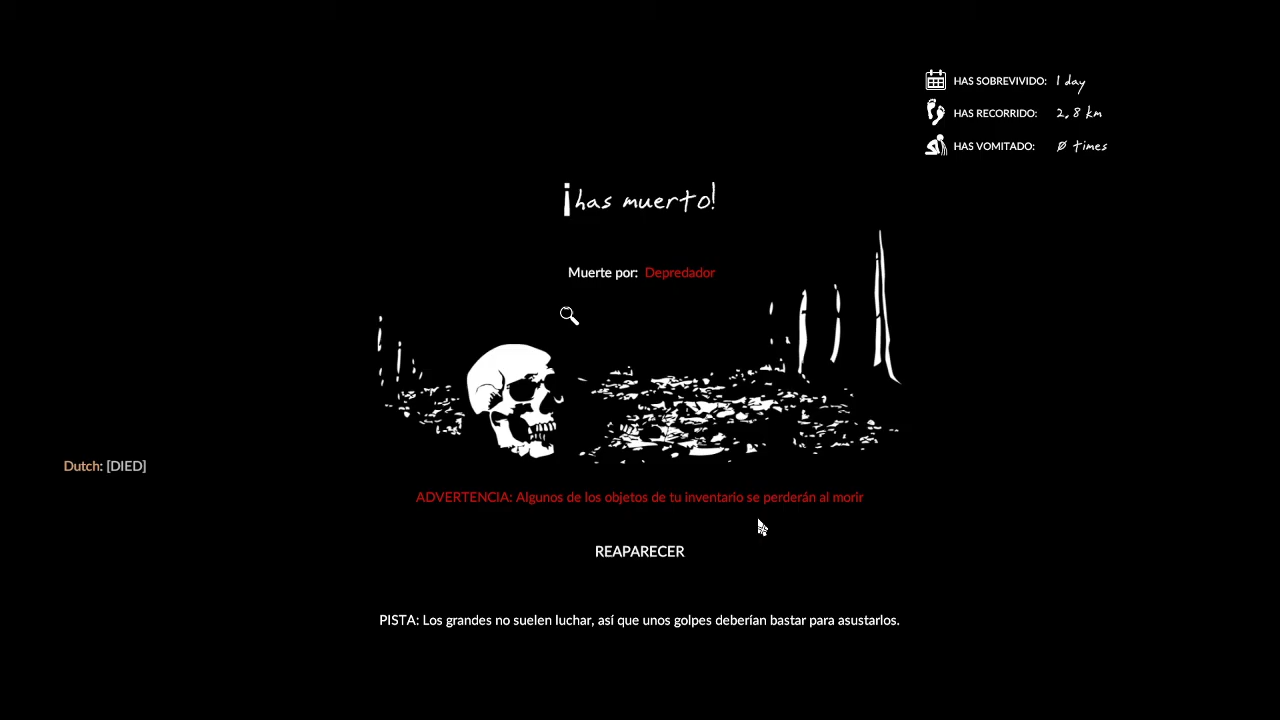 HAS SOBREVIVIDO: 1 day
HAS RECORRIDO: 2,8 km
HAS VOMITADO: 0 times
¡has muerto!
Muerte por: Depredador
Dutch: [DIED]
ADVERTENCIA: Algunos de los objetos de tu inventario se perderán al morir
REAPARECER
PISTA: Los grandes no suelen luchar, así que unos golpes deberían bastar para asustarlos.